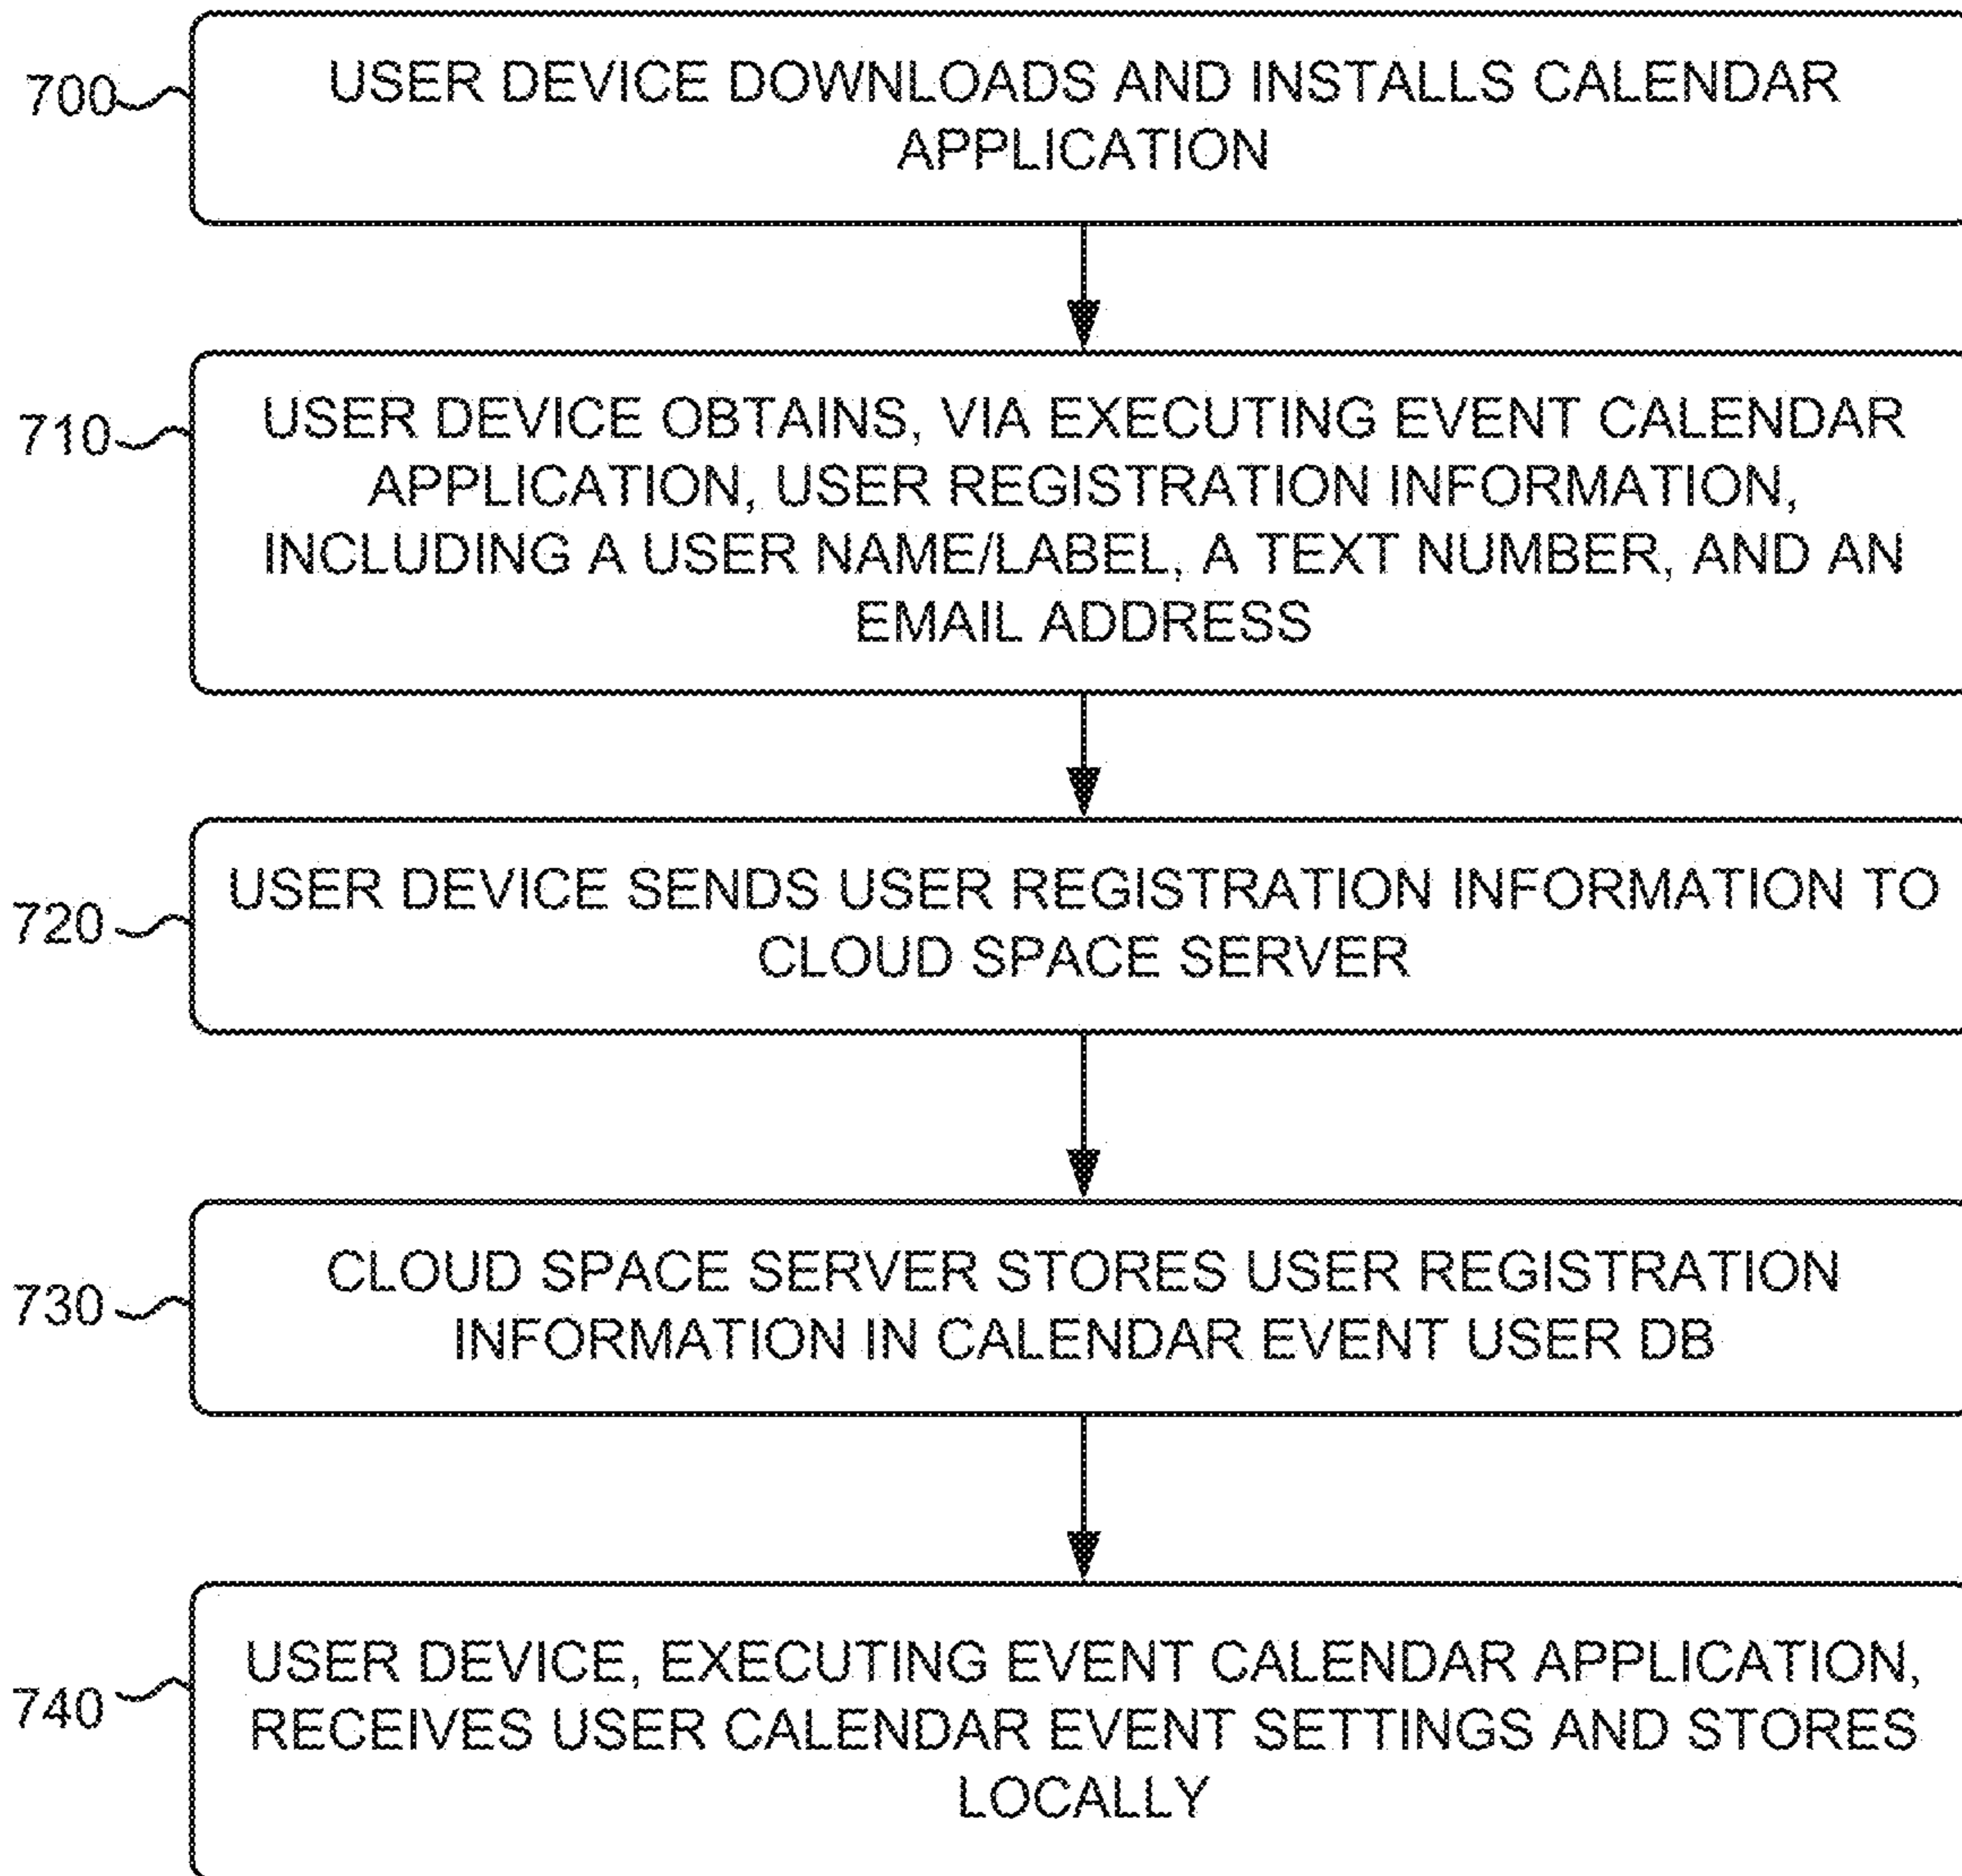 700
USER DEVICE DOWNLOADS AND INSTALLS CALENDAR
APPLICATION
710
USER DEVICE OBTAINS, VIA EXECUTING EVENT CALENDAR
APPLICATION, USER REGISTRATION INFORMATION,
INCLUDING A USER NAME/LABEL, A TEXT NUMBER, AND AN
EMAIL ADDRESS
720
USER DEVICE SENDS USER REGISTRATION INFORMATION TO
CLOUD SPACE SERVER
730
CLOUD SPACE SERVER STORES USER REGISTRATION
INFORMATION IN CALENDAR EVENT USER DB
740
USER DEVICE, EXECUTING EVENT CALENDAR APPLICATION,
RECEIVES USER CALENDAR EVENT SETTINGS AND STORES
LOCALLY